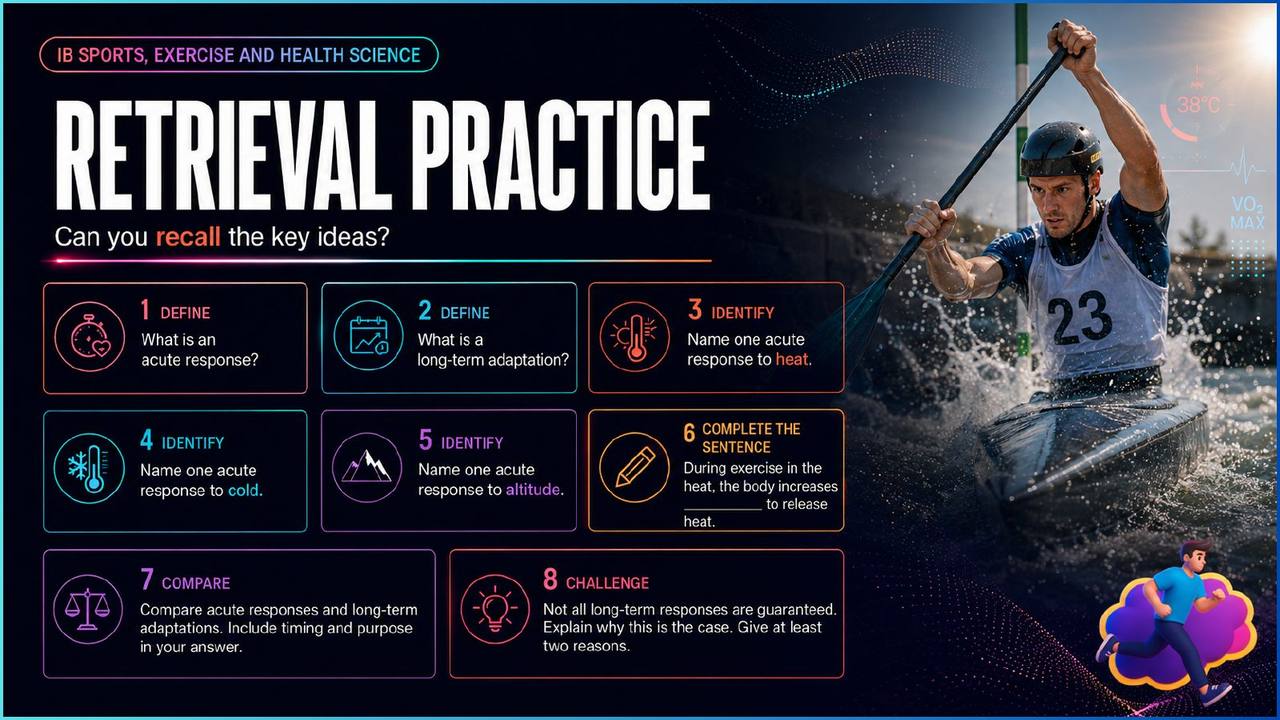 IB SPORTS, EXERCISE AND HEALTH SCIENCE
RETRIEVAL PRACTICE
Can you recall the key ideas?
1 DEFINE
What is an
acute response?
2 DEFINE
What is a
long-term adaptation?
3 IDENTIFY
Name one acute
response to heat.
4 IDENTIFY
Name one acute
response to cold.
5 IDENTIFY
Name one acute
response to altitude.
6 COMPLETE THE
SENTENCE
During exercise in the
heat, the body increases
__________ to release
heat.
7 COMPARE
Compare acute responses and long-term
adaptations. Include timing and purpose
in your answer.
8 CHALLENGE
Not all long-term responses are guaranteed.
Explain why this is the case. Give at least
two reasons.
38°C
VO₂
MAX
23